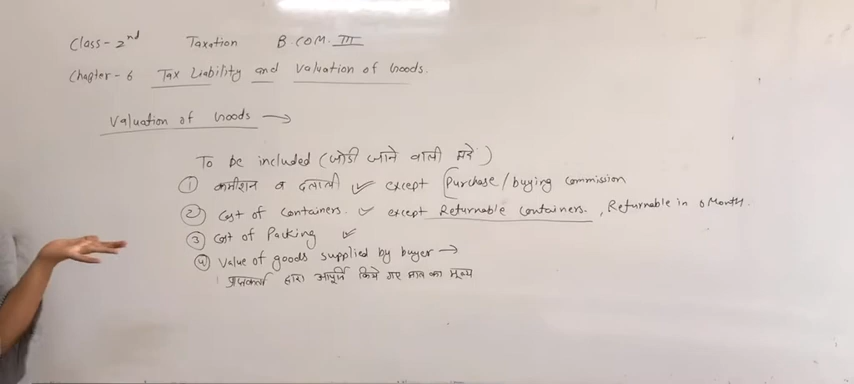 Class-2nd Taxation B.COM.III
Chapter-6 Tax Liability and Valuation of Goods.
Valuation of Goods →
To be included (जोडी जाने वाली मदे)
① कमीशन व दलाली ✓ except (Purchase/buying commission
② Cost of Containers. ✓ except Returnable Containers. , Returnable in 6 Month.
③ Cost of Packing ✓
④ Value of goods supplied by buyer →
द्वारा आपूर्ति किये गए माल का मूल्य